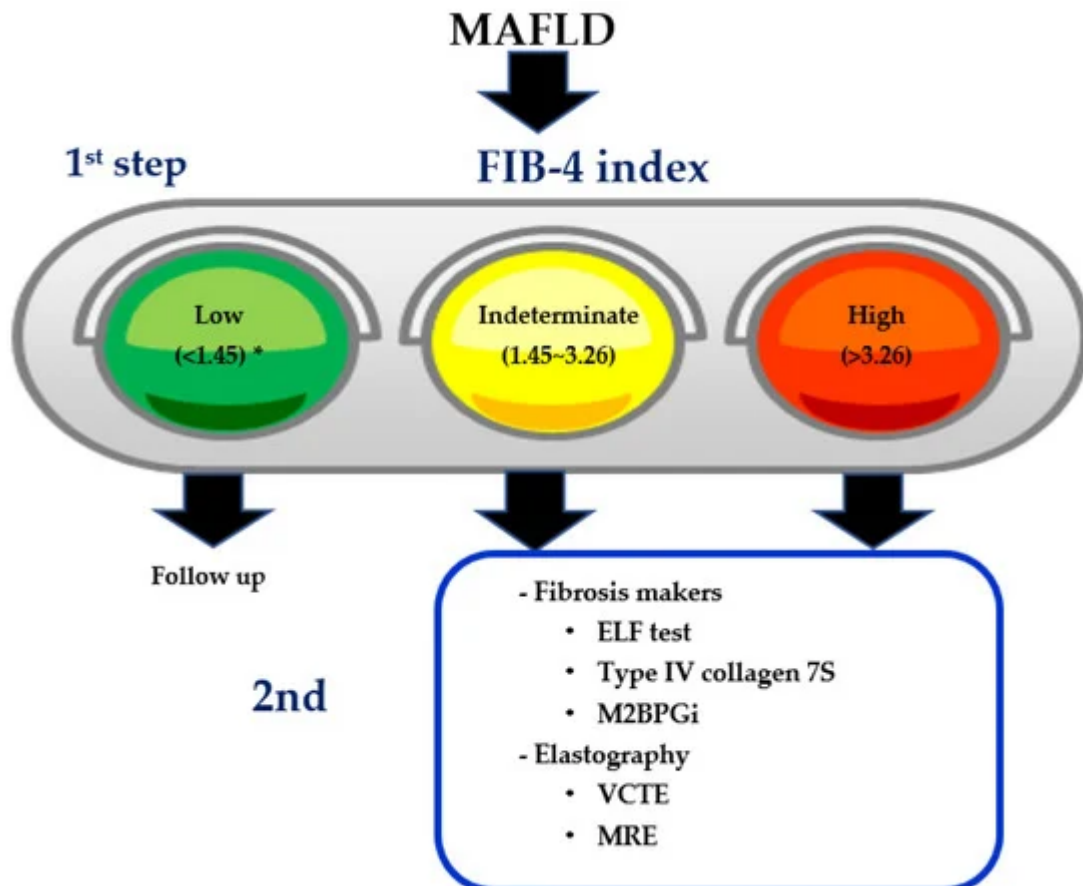 MAFLD
1st step
FIB-4 index
Low
(<1.45) *
Indeterminate
(1.45~3.26)
High
(>3.26)
Follow up
2nd
- Fibrosis makers
• ELF test
• Type IV collagen 7S
• M2BPGi
- Elastography
• VCTE
• MRE